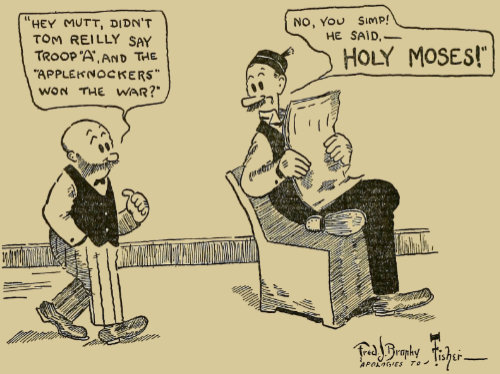 "HEY MUTT, DIDN'T
TOM REILLY SAY
TROOP "A", AND THE
"APPLEKNOCKERS"
WON THE WAR?"
NO, YOU SIMP!
HE SAID,—
HOLY MOSES!"
Fred J Branky
APOLOGIES TO - Fisher